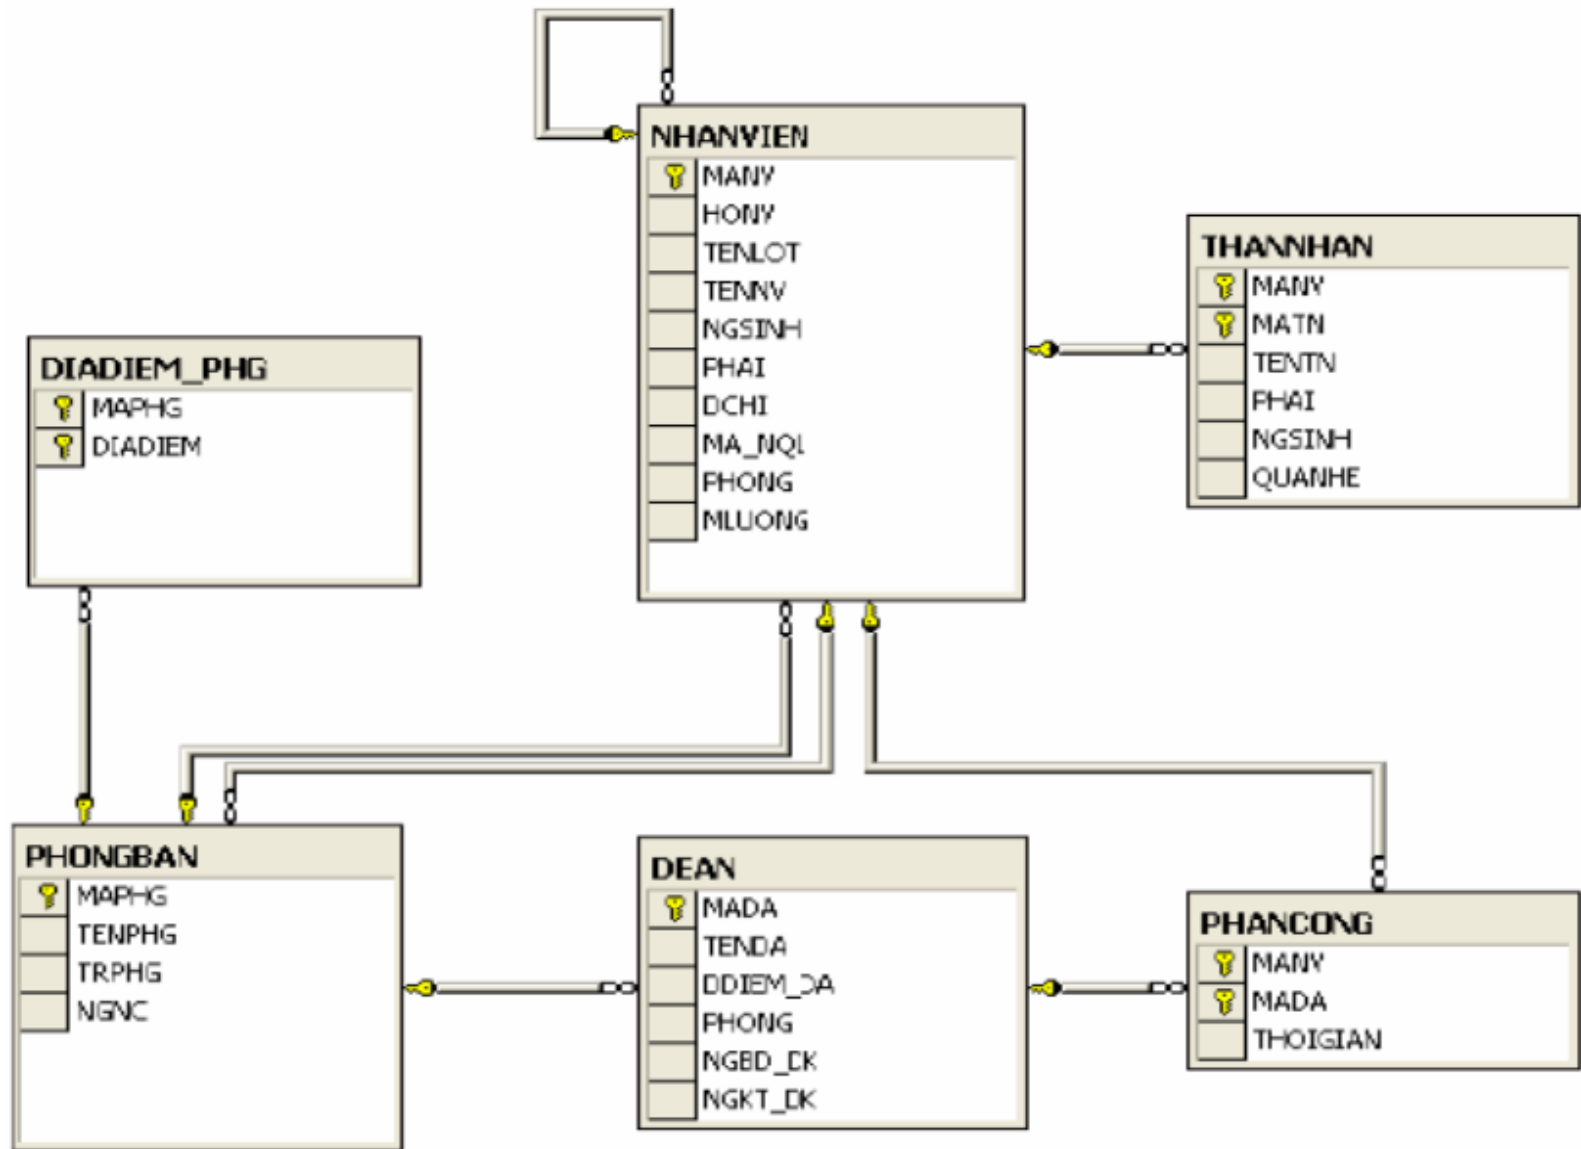 NHANVIEN
MANV
HONV
TENLOT
TENNV
NGSINH
PHAI
DCHI
MA_NQL
PHONG
MLUONG
THANNHAN
MANV
MATN
TENTN
PHAI
NGSINH
QUANHE
DIADIEM_PHG
MAPHG
DIADIEM
PHONGBAN
MAPHG
TENPHG
TRPHG
NGNC
DEAN
MADA
TENDA
DDIEM_DA
PHONG
NGBD_DK
NGKT_DK
PHANCONG
MANV
MADA
THOIGIAN